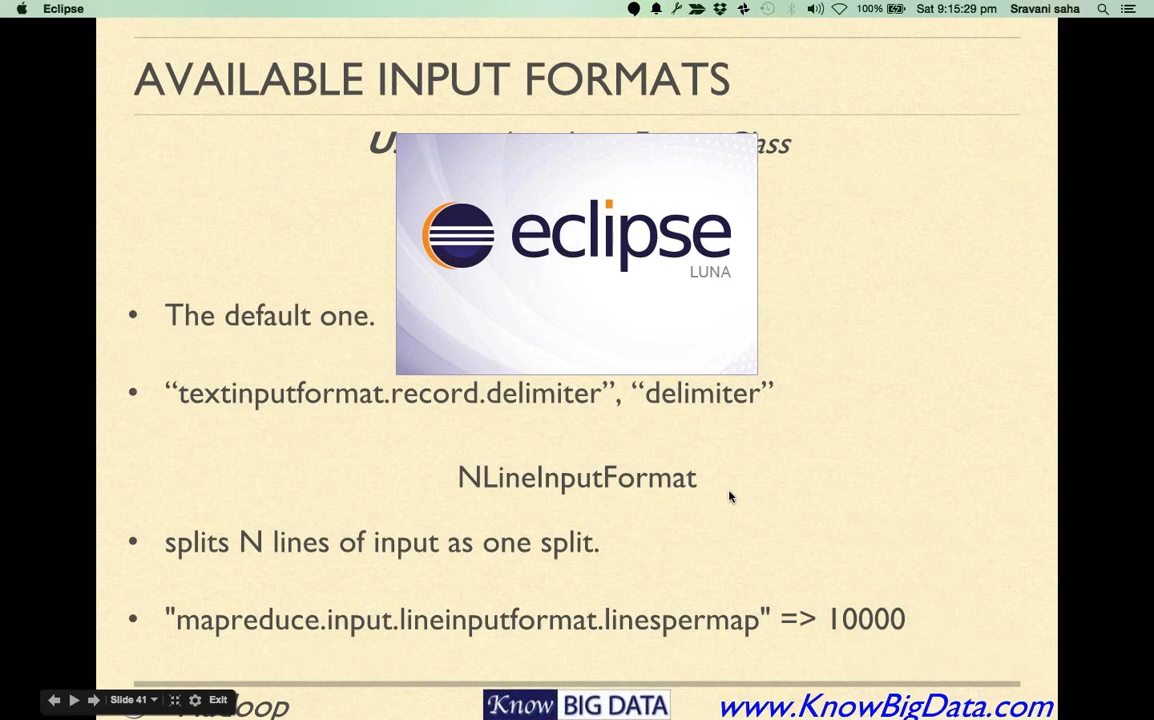 Eclipse 100% Sat 9:15:29 pm Sravani saha
AVAILABLE INPUT FORMATS
eclipse
LUNA
• The default one.
• “textinputformat.record.delimiter”, “delimiter”
NLineInputFormat
• splits N lines of input as one split.
• "mapreduce.input.lineinputformat.linespermap" => 10000
Slide 41 Exit
Know BIG DATA
www.KnowBigData.com